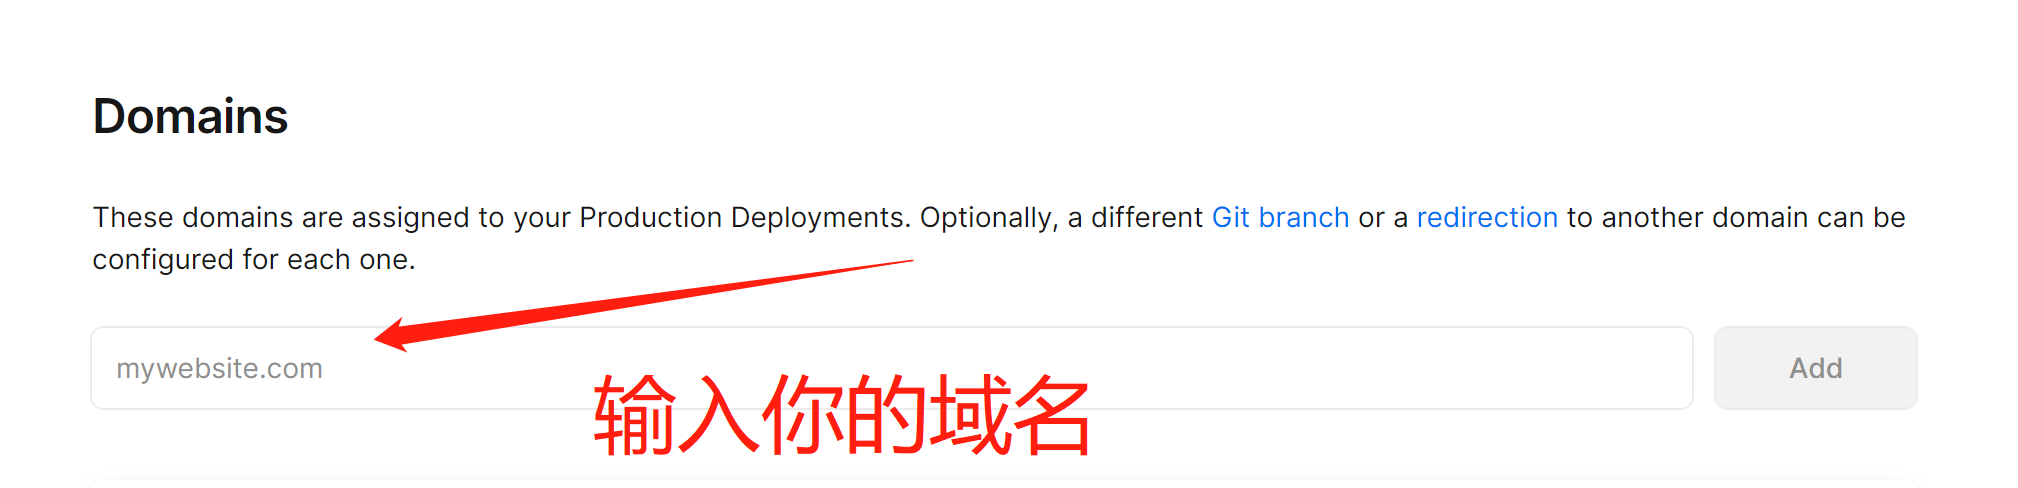 Domains
These domains are assigned to your Production Deployments. Optionally, a different Git branch or a redirection to another domain can be
configured for each one.
mywebsite.com
Add
输入你的域名